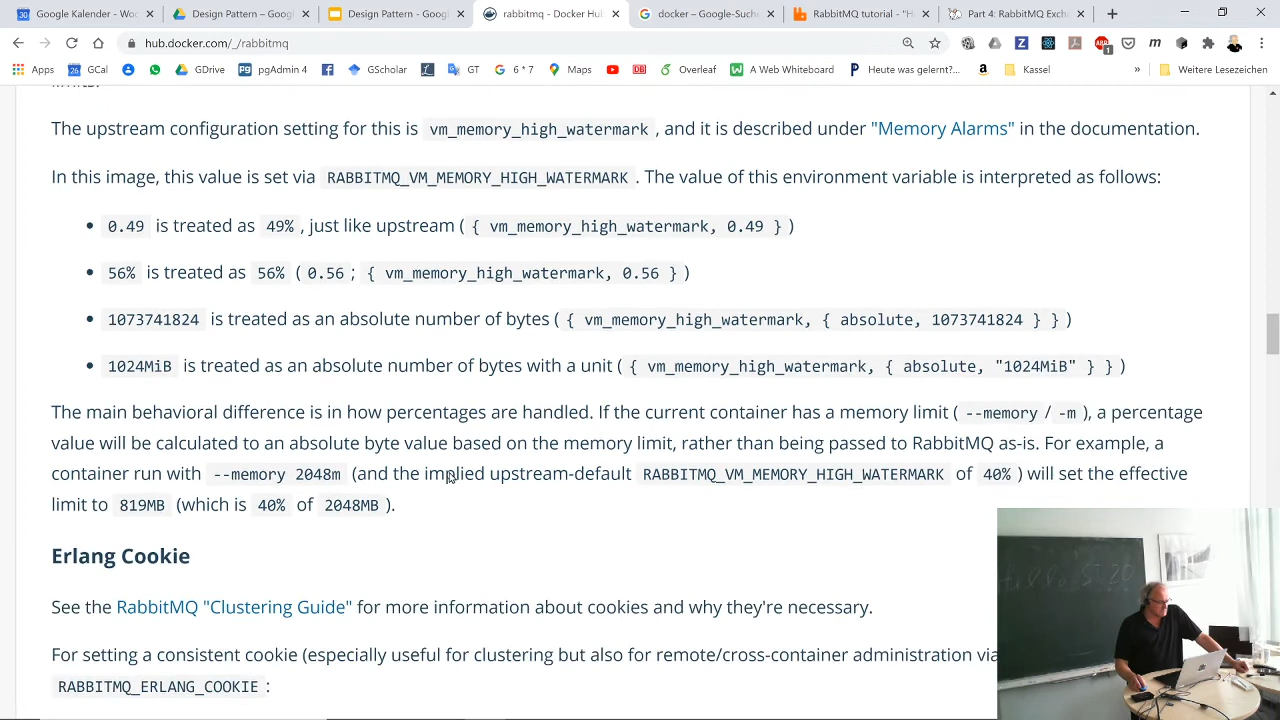 Google Kalender - Woc
Design Pattern – Googl
Design Pattern - Googl
rabbitmq - Docker Hub
docker – Google-Suche
RabbitMQ tutorial - "He
Part 4: RabbitMQ Exch
hub.docker.com/_/rabbitmq
Apps
GCal
GDrive
pgAdmin 4
GScholar
GT
6 * 7
Maps
Overleaf
A Web Whiteboard
Heute was gelernt?...
Kassel
»
Weitere Lesezeichen
The upstream configuration setting for this is vm_memory_high_watermark , and it is described under "Memory Alarms" in the documentation.
In this image, this value is set via RABBITMQ_VM_MEMORY_HIGH_WATERMARK . The value of this environment variable is interpreted as follows:
• 0.49 is treated as 49% , just like upstream ( { vm_memory_high_watermark, 0.49 } )
• 56% is treated as 56% ( 0.56 ; { vm_memory_high_watermark, 0.56 } )
• 1073741824 is treated as an absolute number of bytes ( { vm_memory_high_watermark, { absolute, 1073741824 } } )
• 1024MiB is treated as an absolute number of bytes with a unit ( { vm_memory_high_watermark, { absolute, "1024MiB" } } )
The main behavioral difference is in how percentages are handled. If the current container has a memory limit ( --memory / -m ), a percentage
value will be calculated to an absolute byte value based on the memory limit, rather than being passed to RabbitMQ as-is. For example, a
container run with --memory 2048m (and the implied upstream-default RABBITMQ_VM_MEMORY_HIGH_WATERMARK of 40% ) will set the effective
limit to 819MB (which is 40% of 2048MB ).
Erlang Cookie
See the RabbitMQ "Clustering Guide" for more information about cookies and why they're necessary.
For setting a consistent cookie (especially useful for clustering but also for remote/cross-container administration via
RABBITMQ_ERLANG_COOKIE :